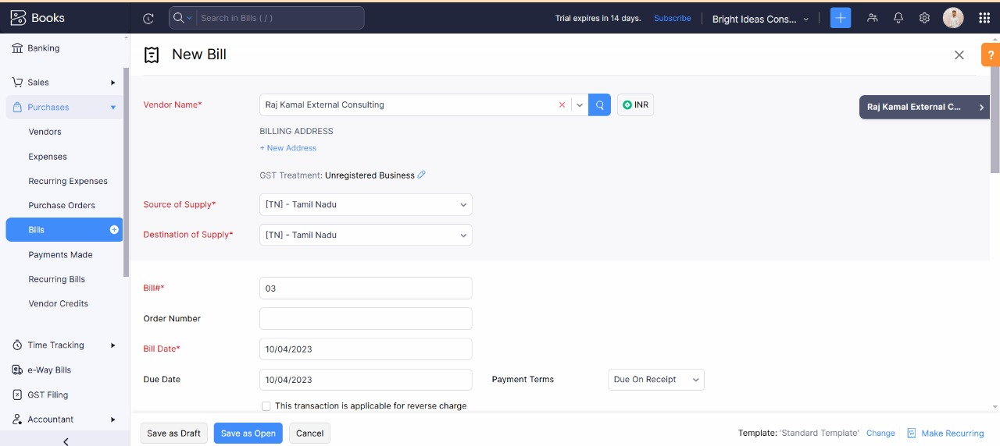 Books
Search in Bills ( / )
Trial expires in 14 days.
Subscribe
Bright Ideas Cons...
Banking
Sales
Purchases
Vendors
Expenses
Recurring Expenses
Purchase Orders
Bills
Payments Made
Recurring Bills
Vendor Credits
Time Tracking
e-Way Bills
GST Filing
Accountant
New Bill
?
Vendor Name*
Raj Kamal External Consulting
INR
Raj Kamal External C...
BILLING ADDRESS
+ New Address
GST Treatment: Unregistered Business
Source of Supply*
[TN] - Tamil Nadu
Destination of Supply*
[TN] - Tamil Nadu
Bill#*
03
Order Number
Bill Date*
10/04/2023
Due Date
10/04/2023
Payment Terms
Due On Receipt
This transaction is applicable for reverse charge
Save as Draft
Save as Open
Cancel
Template: 'Standard Template'
Change
Make Recurring